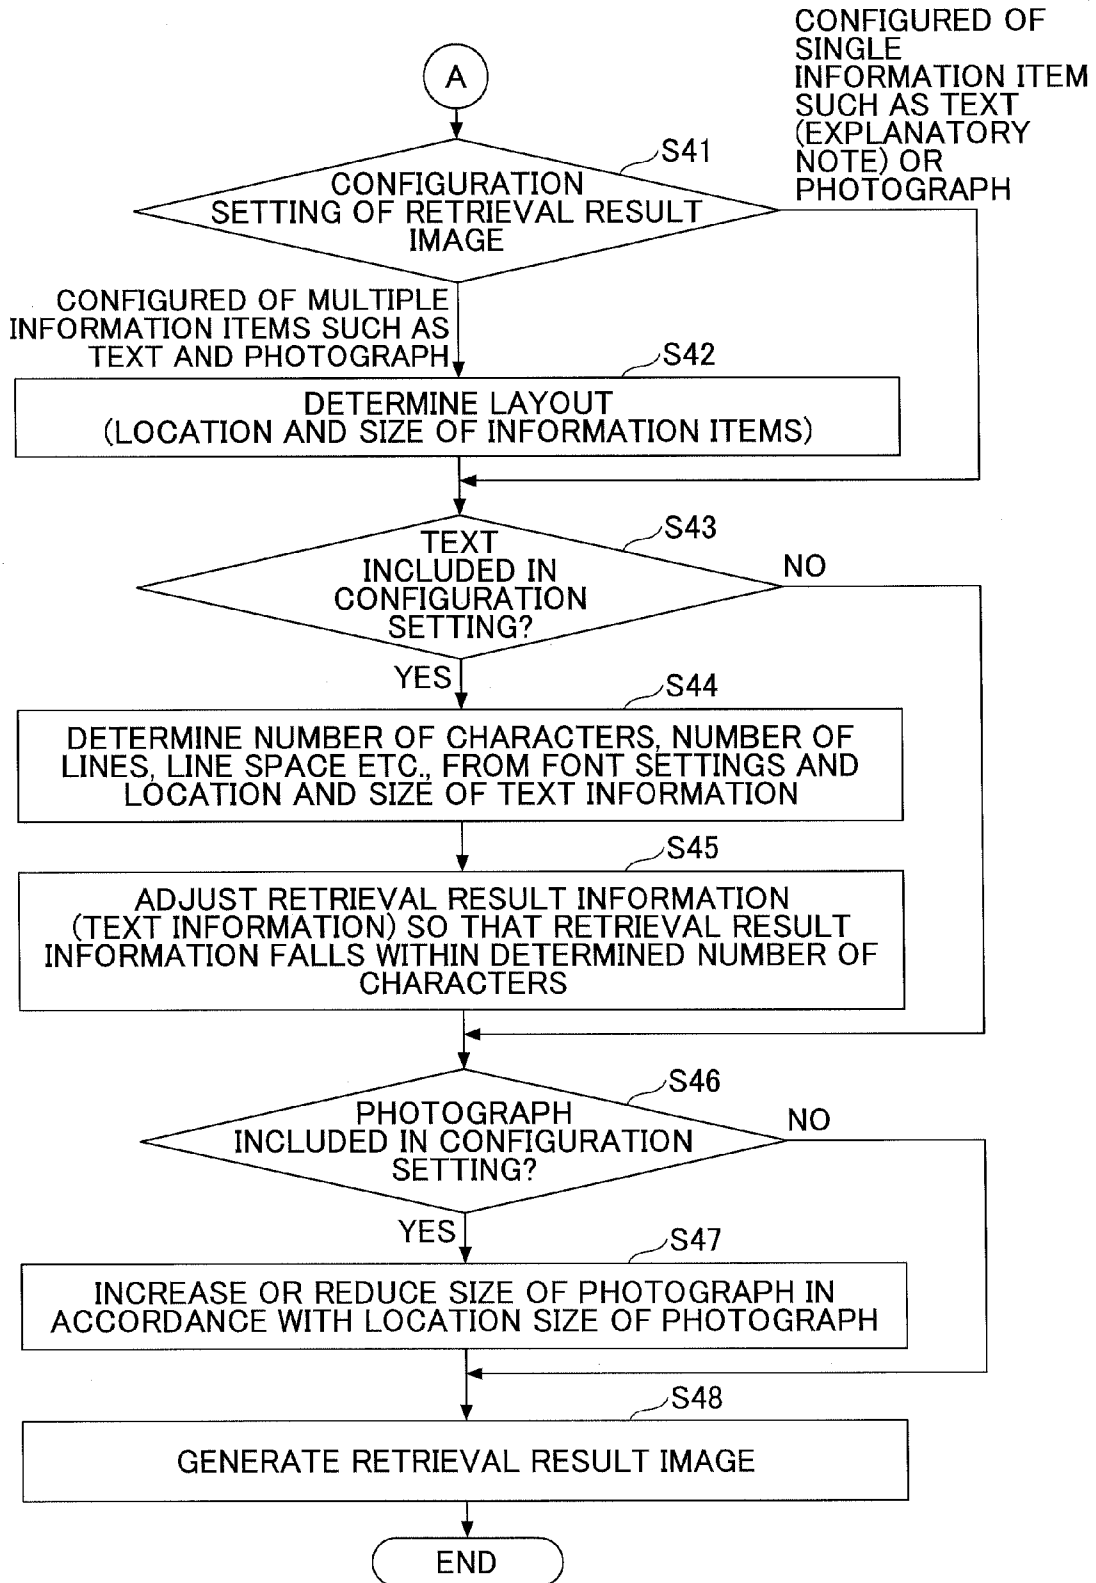 CONFIGURED OF
SINGLE
INFORMATION ITEM
SUCH AS TEXT
(EXPLANATORY
NOTE) OR
PHOTOGRAPH
A
S41
CONFIGURATION
SETTING OF RETRIEVAL RESULT
IMAGE
CONFIGURED OF MULTIPLE
INFORMATION ITEMS SUCH AS
TEXT AND PHOTOGRAPH
S42
DETERMINE LAYOUT
(LOCATION AND SIZE OF INFORMATION ITEMS)
S43
TEXT
INCLUDED IN
CONFIGURATION
SETTING?
NO
YES
S44
DETERMINE NUMBER OF CHARACTERS, NUMBER OF
LINES, LINE SPACE ETC., FROM FONT SETTINGS AND
LOCATION AND SIZE OF TEXT INFORMATION
S45
ADJUST RETRIEVAL RESULT INFORMATION
(TEXT INFORMATION) SO THAT RETRIEVAL RESULT
INFORMATION FALLS WITHIN DETERMINED NUMBER OF
CHARACTERS
S46
PHOTOGRAPH
INCLUDED IN CONFIGURATION
SETTING?
NO
YES
S47
INCREASE OR REDUCE SIZE OF PHOTOGRAPH IN
ACCORDANCE WITH LOCATION SIZE OF PHOTOGRAPH
S48
GENERATE RETRIEVAL RESULT IMAGE
END